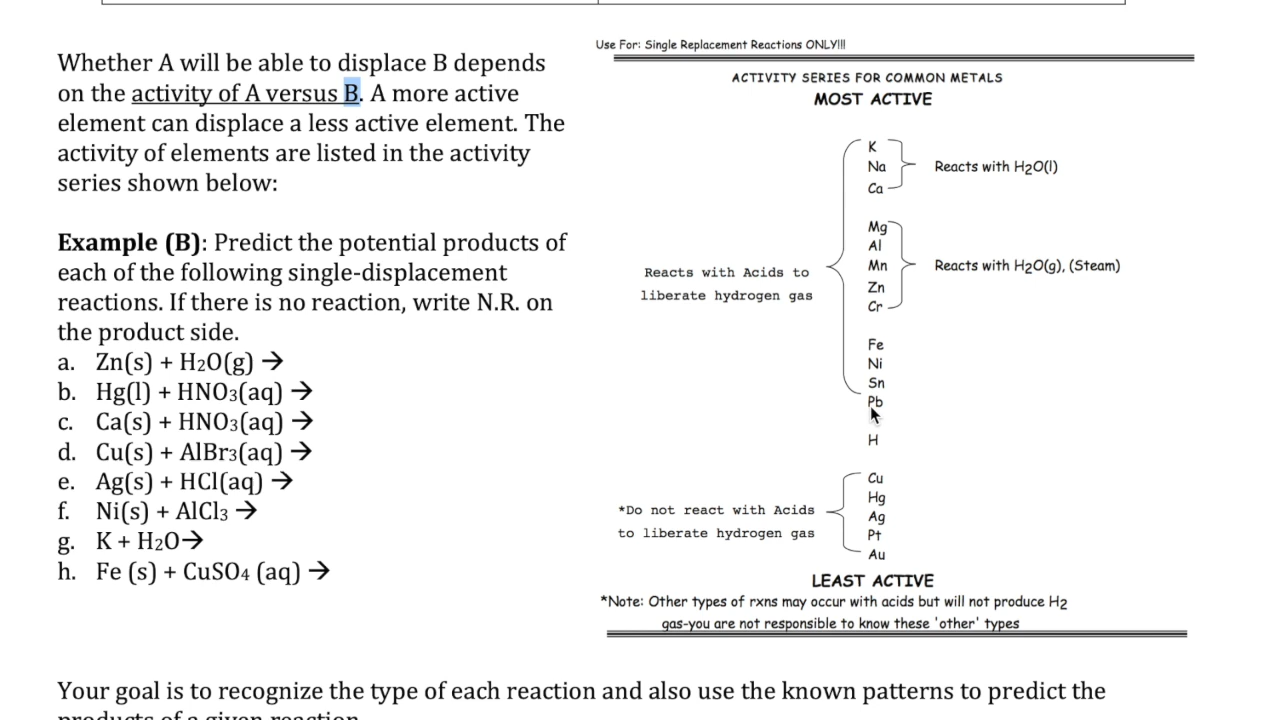 Use For: Single Replacement Reactions ONLY!!!
Whether A will be able to displace B depends
on the activity of A versus B. A more active
element can displace a less active element. The
activity of elements are listed in the activity
series shown below:
Example (B): Predict the potential products of
each of the following single-displacement
reactions. If there is no reaction, write N.R. on
the product side.
a. Zn(s) + H2O(g) →
b. Hg(l) + HNO3(aq) →
c. Ca(s) + HNO3(aq) →
d. Cu(s) + AlBr3(aq) →
e. Ag(s) + HCl(aq) →
f. Ni(s) + AlCl3 →
g. K + H2O→
h. Fe (s) + CuSO4 (aq) →
ACTIVITY SERIES FOR COMMON METALS
MOST ACTIVE
K
Na
Ca
Reacts with H2O(l)
Mg
Al
Mn
Zn
Cr
Reacts with H2O(g), (Steam)
Fe
Ni
Sn
Pb
Reacts with Acids to
liberate hydrogen gas
H
Cu
Hg
Ag
Pt
Au
*Do not react with Acids
to liberate hydrogen gas
LEAST ACTIVE
*Note: Other types of rxns may occur with acids but will not produce H2
gas-you are not responsible to know these 'other' types
Your goal is to recognize the type of each reaction and also use the known patterns to predict the
products of a given reaction